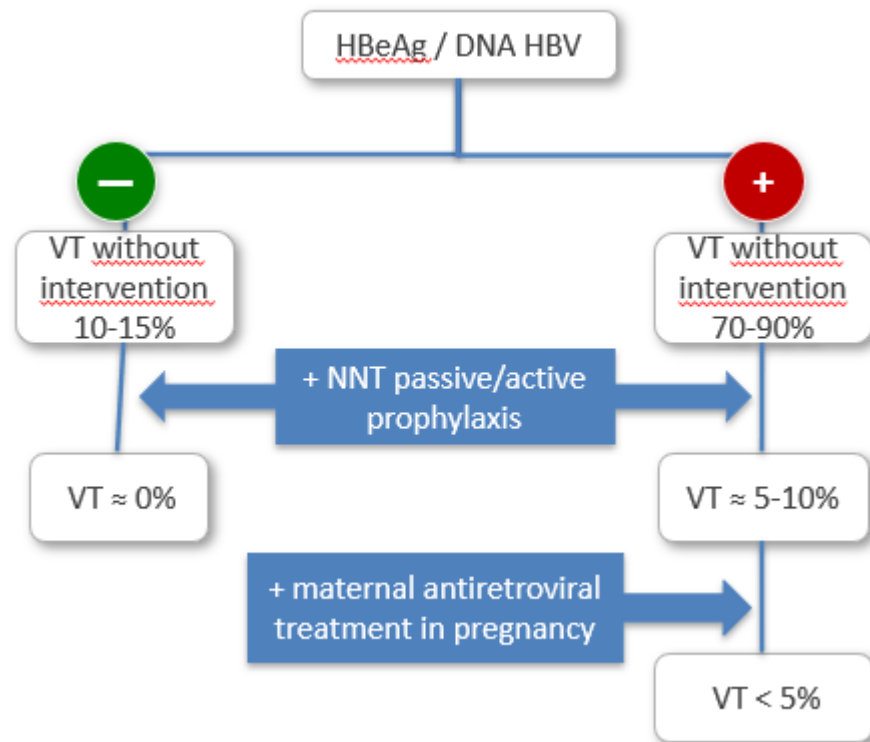 HBeAg / DNA HBV
–
+
VT without
intervention
10-15%
VT without
intervention
70-90%
+ NNT passive/active
prophylaxis
VT ≈ 0%
VT ≈ 5-10%
+ maternal antiretroviral
treatment in pregnancy
VT < 5%